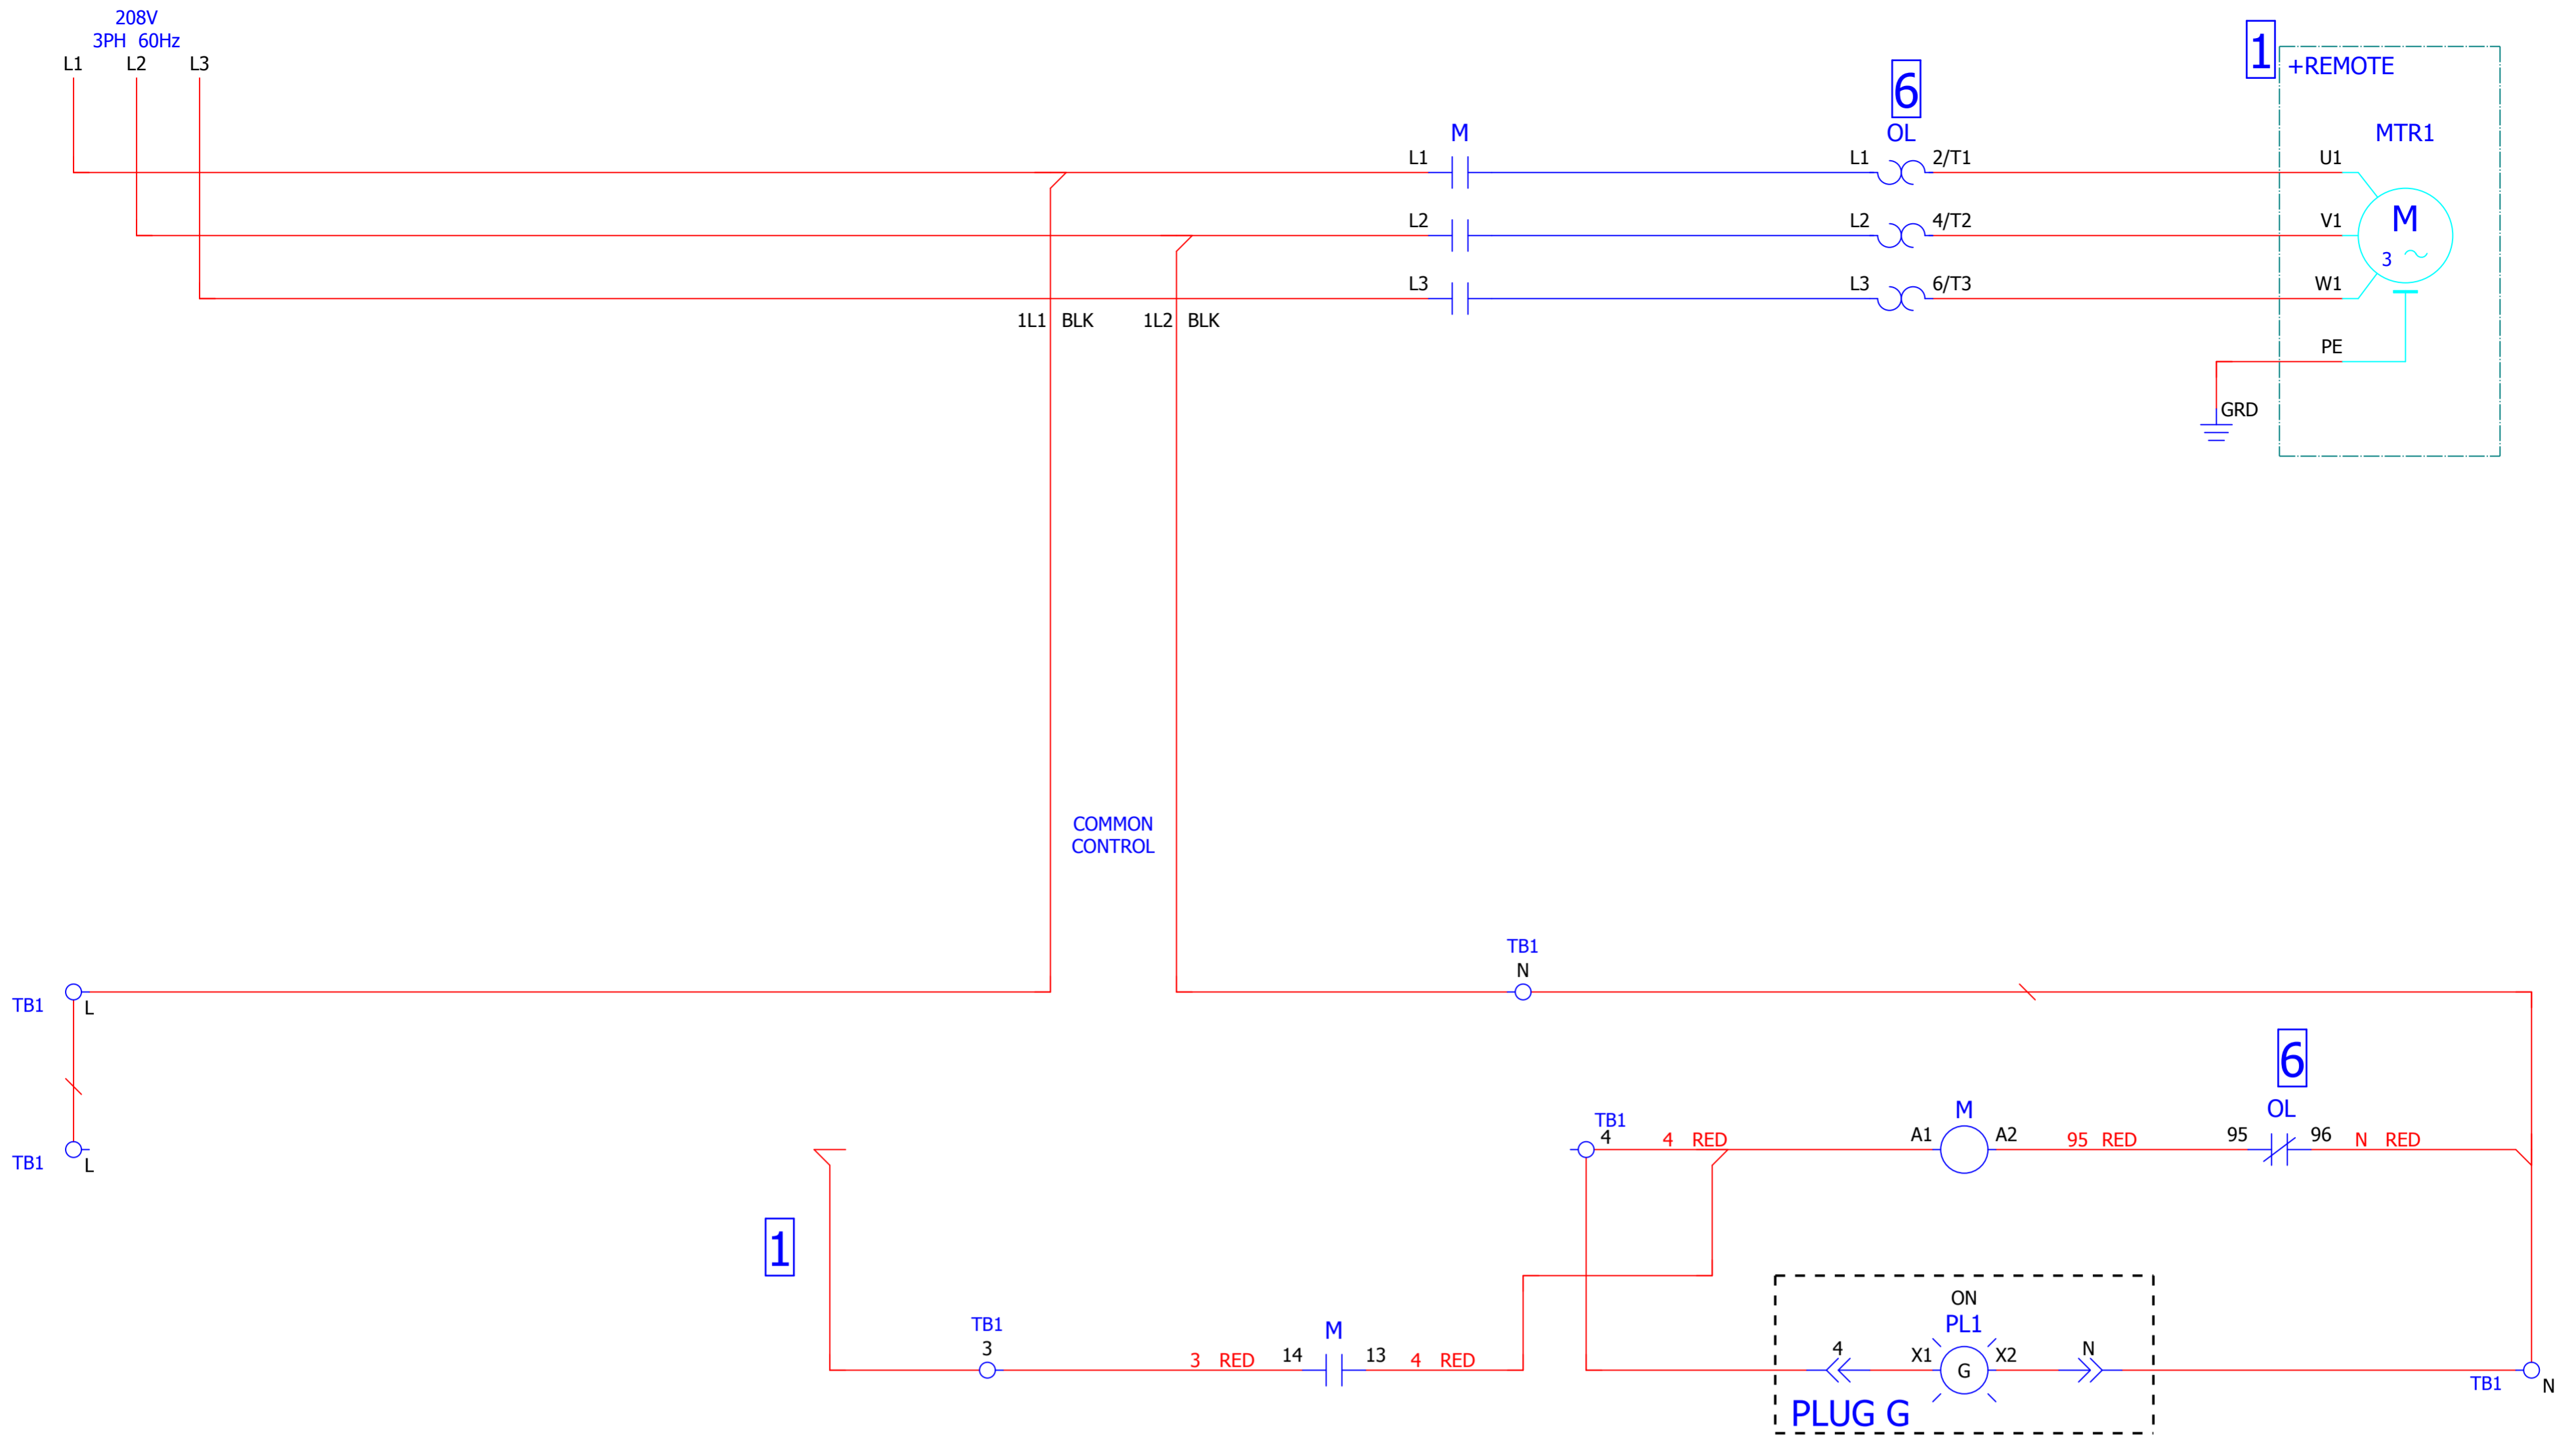 208V
3PH 60Hz
L1 L2 L3
1
+REMOTE
6
M
OL
MTR1
L1
L1
2/T1
U1
L2
L2
4/T2
V1
M
3
L3
L3
6/T3
W1
1L1 BLK
1L2 BLK
PE
GRD
COMMON
CONTROL
TB1
N
TB1
L
6
TB1
4
4 RED
M
A1
A2
95 RED
OL
95
96
N RED
TB1
L
1
ON
PL1
TB1
3
3 RED
M
14
13
4 RED
4
X1
G
X2
N
TB1
N
PLUG G